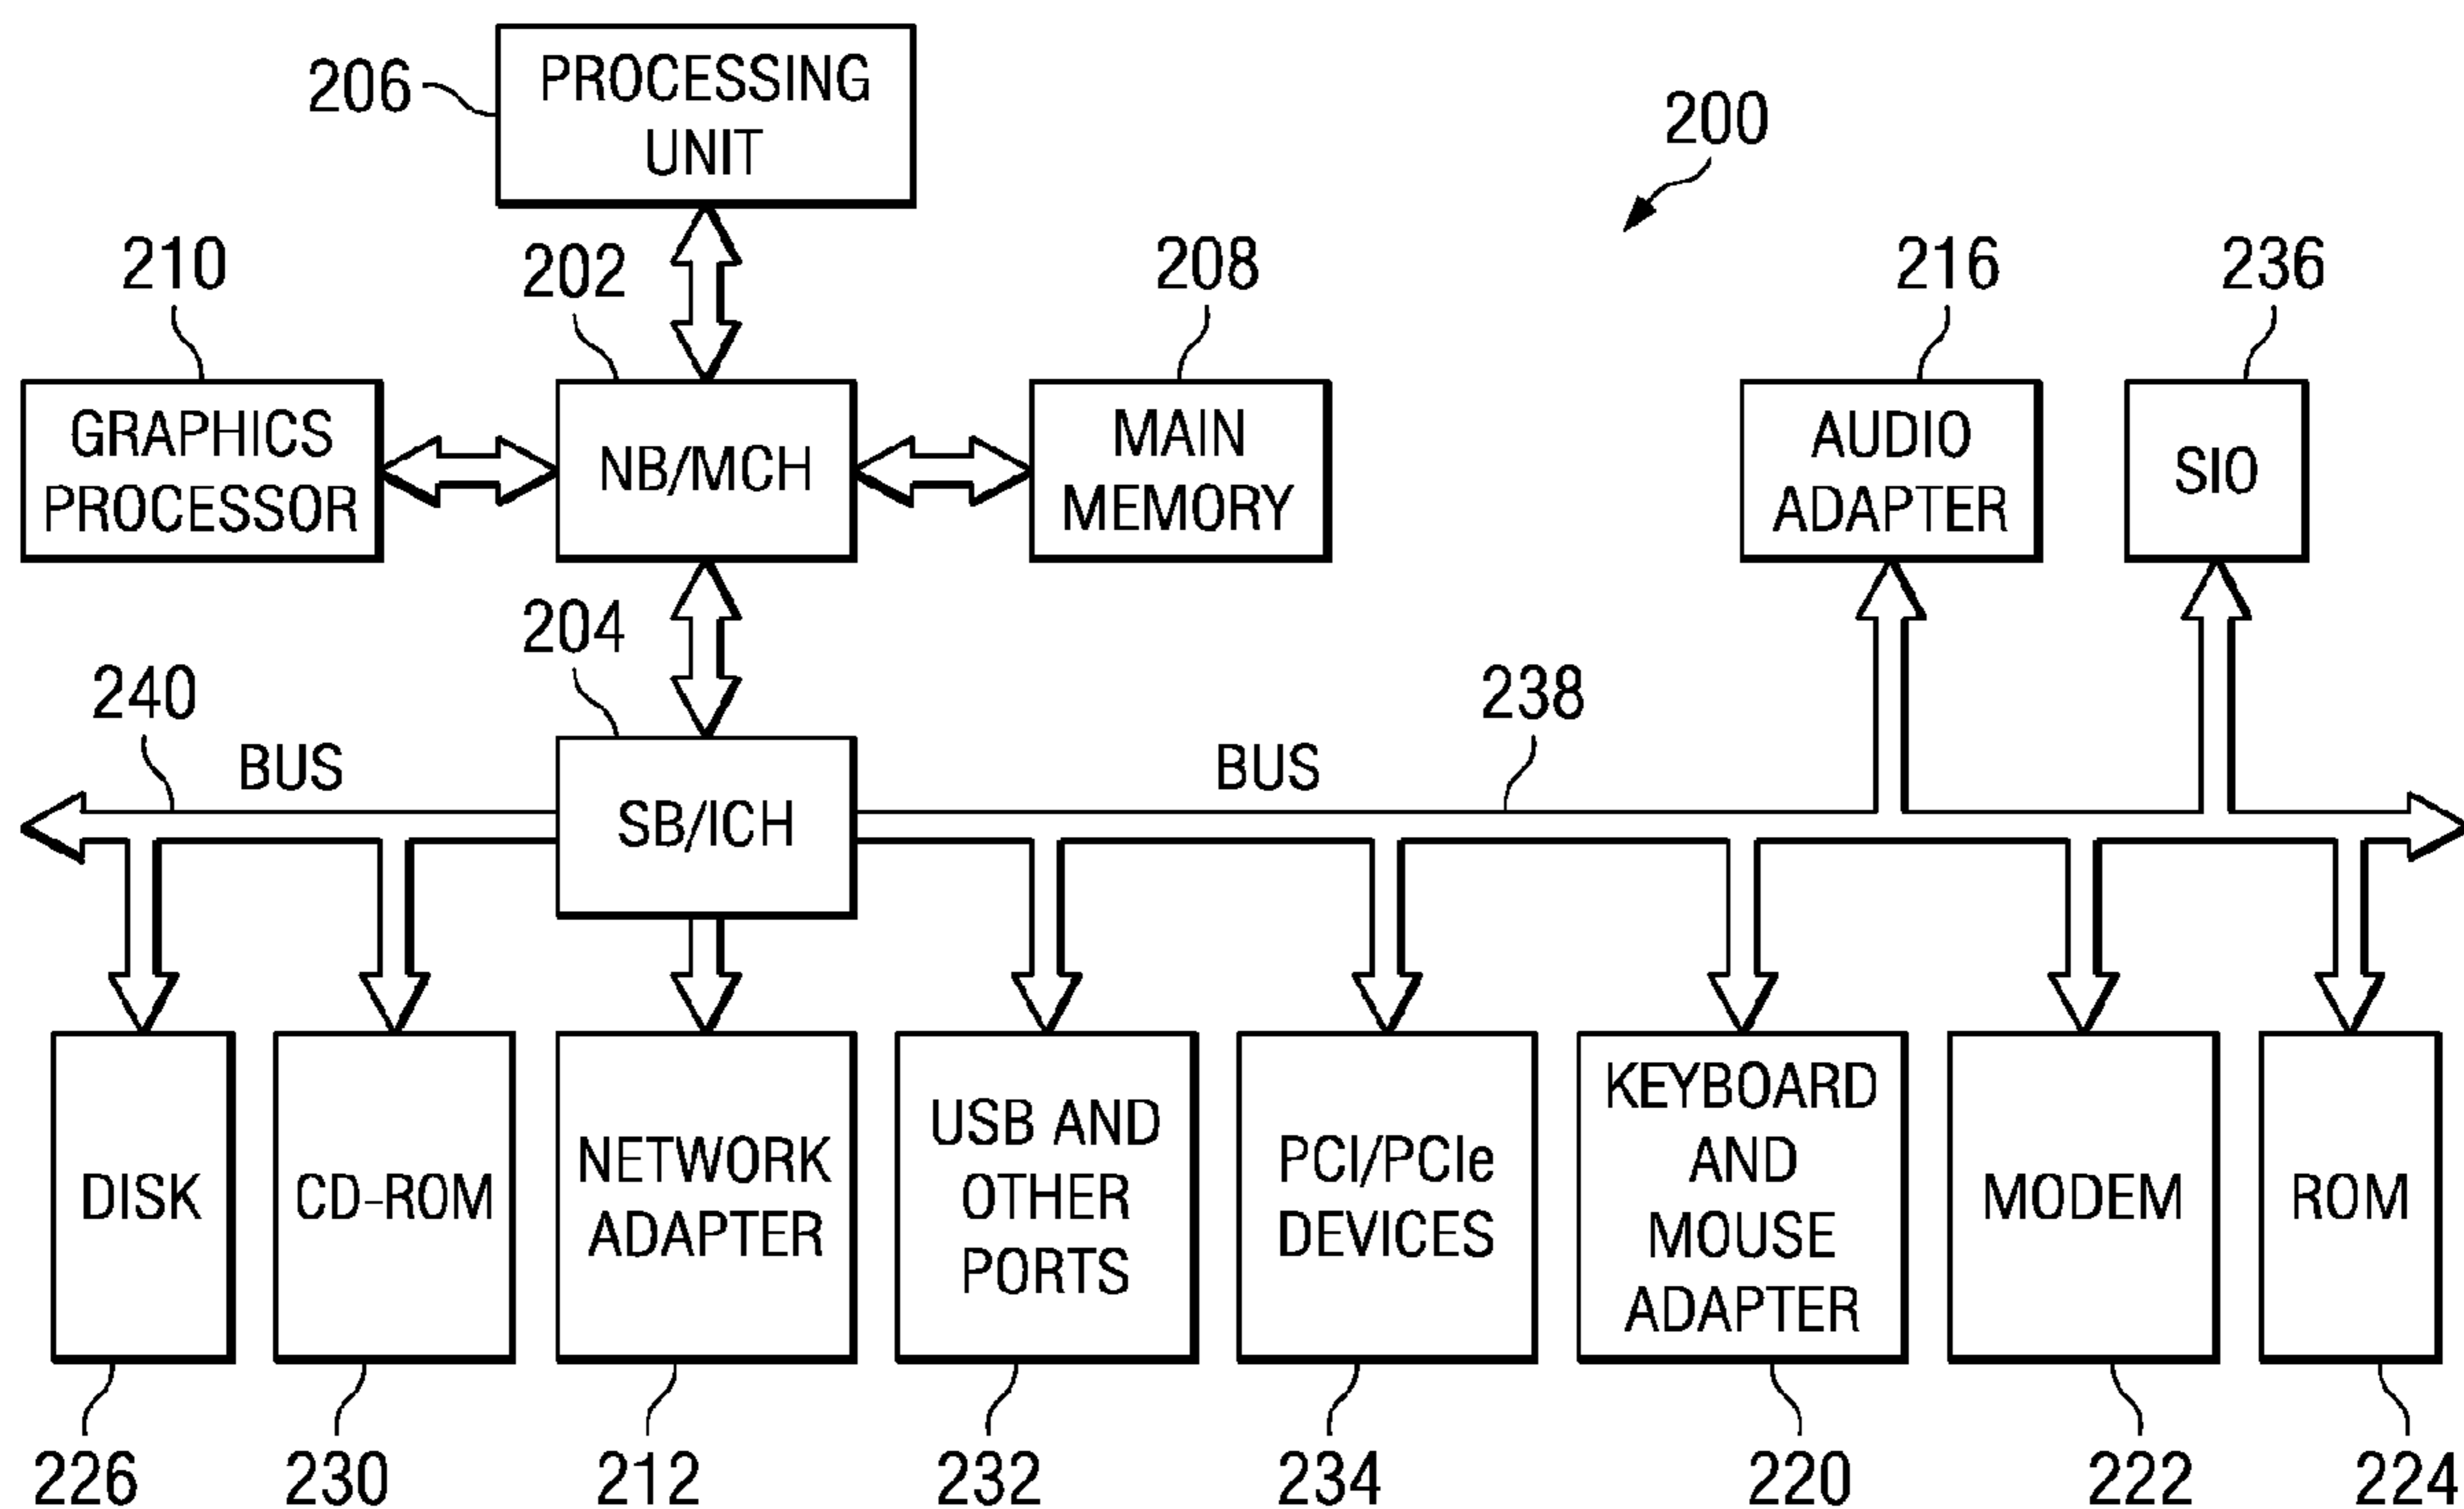 PROCESSING
UNIT
206
200
210
202
208
216
236
GRAPHICS
PROCESSOR
NB/MCH
MAIN
MEMORY
AUDIO
ADAPTER
SIO
204
240
238
BUS
BUS
SB/ICH
DISK
CD-ROM
NETWORK
ADAPTER
USB AND
OTHER
PORTS
PCI/PCIe
DEVICES
KEYBOARD
AND
MOUSE
ADAPTER
MODEM
ROM
226
230
212
232
234
220
222
224